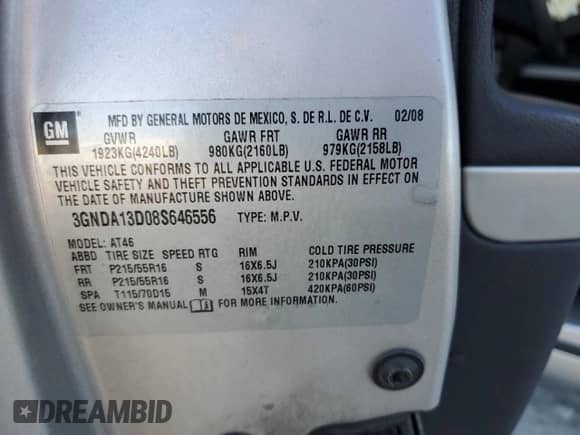 GM
MFD BY GENERAL MOTORS DE MEXICO, S. DE R.L. DE C.V. 02/08
GVWR GAWR FRT GAWR RR
1923KG(4240LB) 980KG(2160LB) 979KG(2158LB)
THIS VEHICLE CONFORMS TO ALL APPLICABLE U.S. FEDERAL MOTOR
VEHICLE SAFETY AND THEFT PREVENTION STANDARDS IN EFFECT ON
THE DATE OF MANUFACTURE SHOWN ABOVE.
3GNDA13D08S646556 TYPE: M.P.V.
MODEL: AT46
ABBD TIRE SIZE SPEED RTG RIM COLD TIRE PRESSURE
FRT P215/55R16 S 16X6.5J 210KPA(30PSI)
RR P215/55R16 S 16X6.5J 210KPA(30PSI)
SPA T115/70D15 M 15X4T 420KPA(60PSI)
SEE OWNER'S MANUAL FOR MORE INFORMATION.
DREAMBID